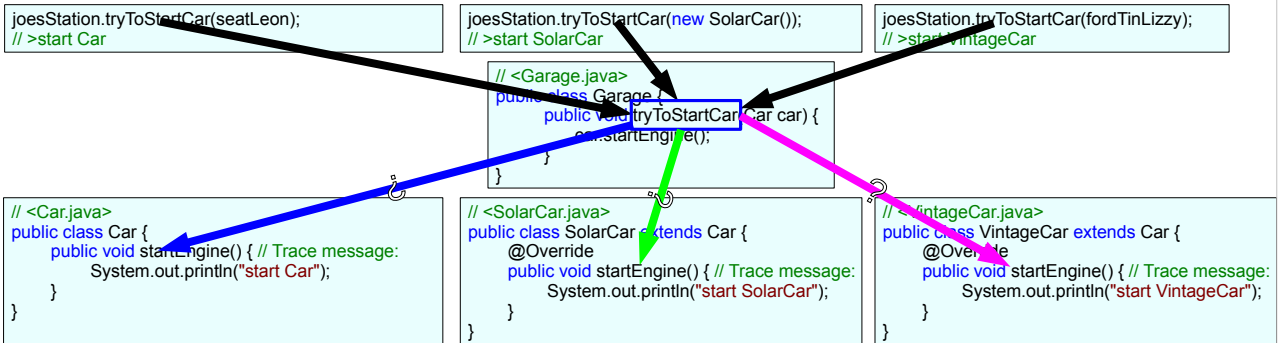 joesStation.tryToStartCar(seatLeon);
// >start Car
joesStation.tryToStartCar(new SolarCar());
// >start SolarCar
joesStation.tryToStartCar(fordTinLizzy);
// >start VintageCar
// <Garage.java>
public class Garage {
public void tryToStartCar(Car car) {
car.startEngine();
}
}
¿
¿
?
// <Car.java>
public class Car {
public void startEngine() { // Trace message:
System.out.println("start Car");
}
}
// <SolarCar.java>
public class SolarCar extends Car {
@Override
public void startEngine() { // Trace message:
System.out.println("start SolarCar");
}
}
// <VintageCar.java>
public class VintageCar extends Car {
@Override
public void startEngine() { // Trace message:
System.out.println("start VintageCar");
}
}